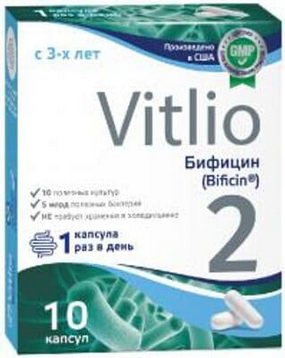 с 3-х лет
Произведено
в США
GMP
Vitlio
Бифицин
(Bificin®)
10 полезных культур
5 млрд полезных бактерий
НЕ требует хранения в холодильнике
2
1 капсула
раз в день
10
капсул